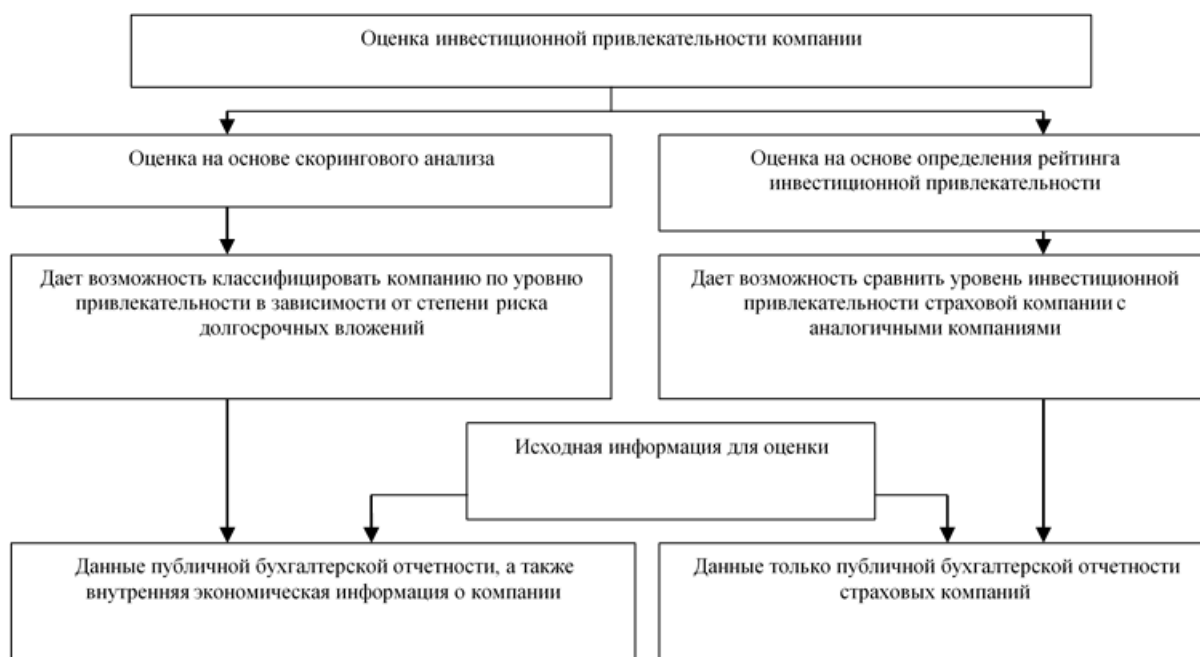 Оценка инвестиционной привлекательности компании
Оценка на основе скорингового анализа
Оценка на основе определения рейтинга
инвестиционной привлекательности
Дает возможность классифицировать компанию по уровню
привлекательности в зависимости от степени риска
долгосрочных вложений
Дает возможность сравнить уровень инвестиционной
привлекательности страховой компании с
аналогичными компаниями
Исходная информация для оценки
Данные публичной бухгалтерской отчетности, а также
внутренняя экономическая информация о компании
Данные только публичной бухгалтерской отчетности
страховых компаний